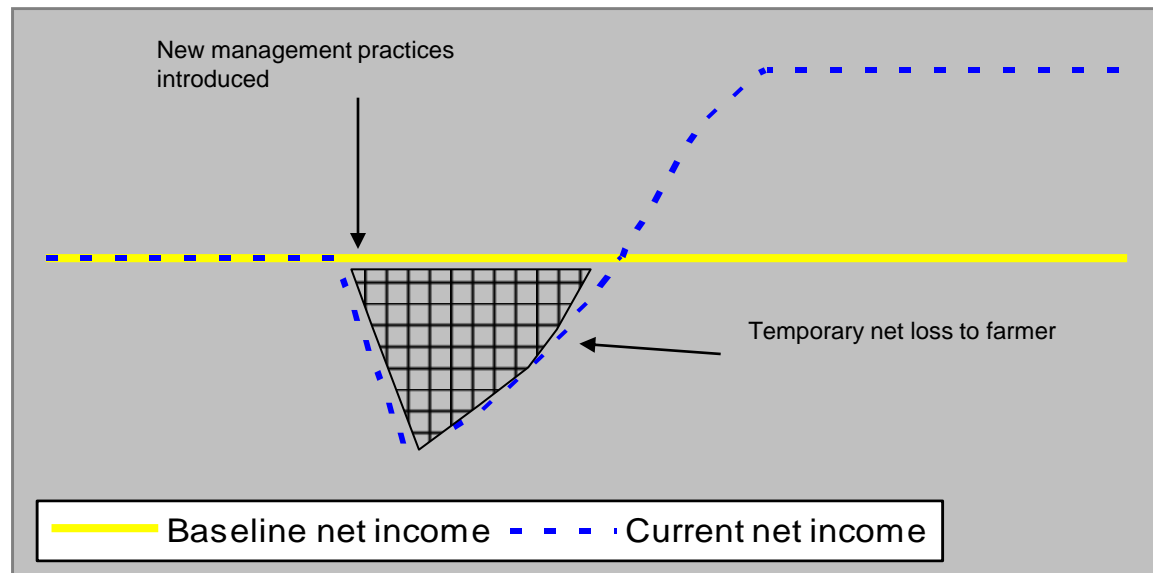 New management practices
introduced
Temporary net loss to farmer
Baseline net income
Current net income